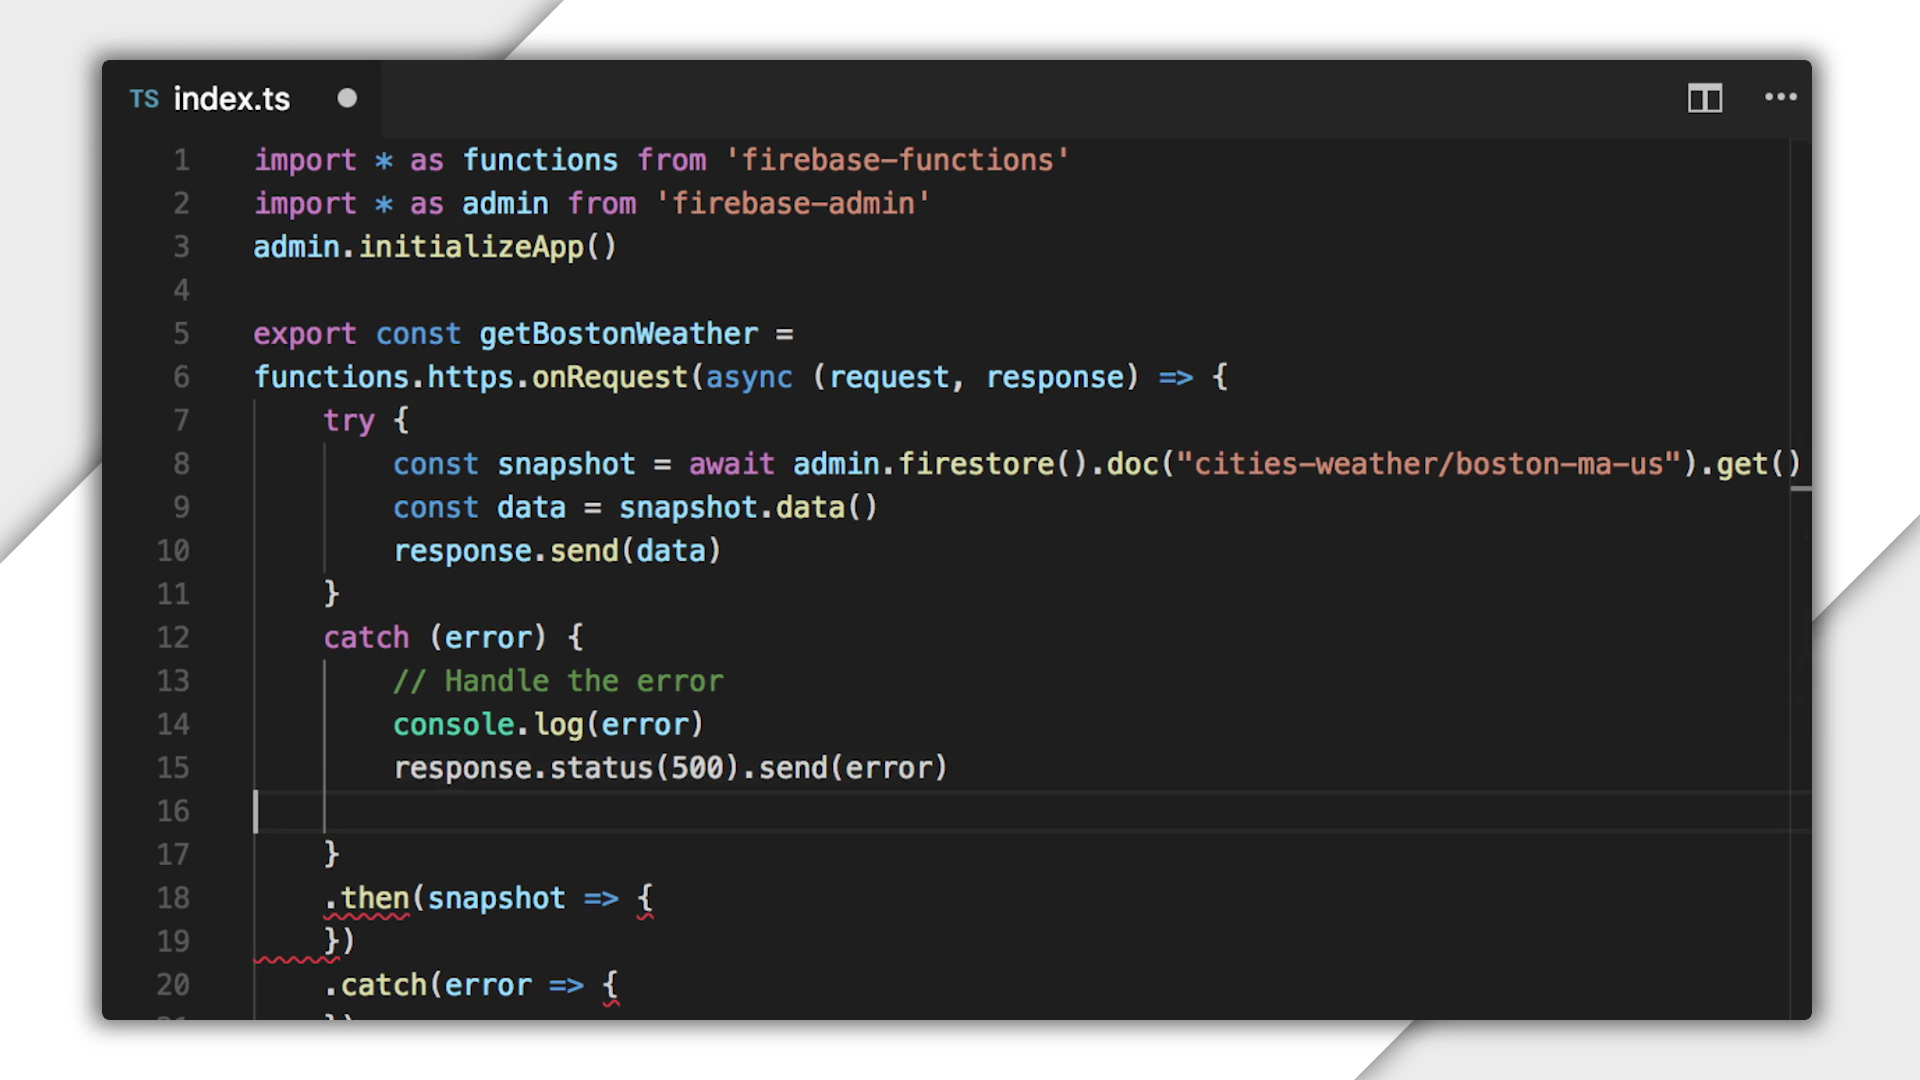 TS index.ts
1 import * as functions from 'firebase-functions'
2 import * as admin from 'firebase-admin'
3 admin.initializeApp()
4
5 export const getBostonWeather =
6 functions.https.onRequest(async (request, response) => {
7 try {
8 const snapshot = await admin.firestore().doc("cities-weather/boston-ma-us").get()
9 const data = snapshot.data()
10 response.send(data)
11 }
12 catch (error) {
13 // Handle the error
14 console.log(error)
15 response.status(500).send(error)
16
17 }
18 .then(snapshot => {
19 })
20 .catch(error => {